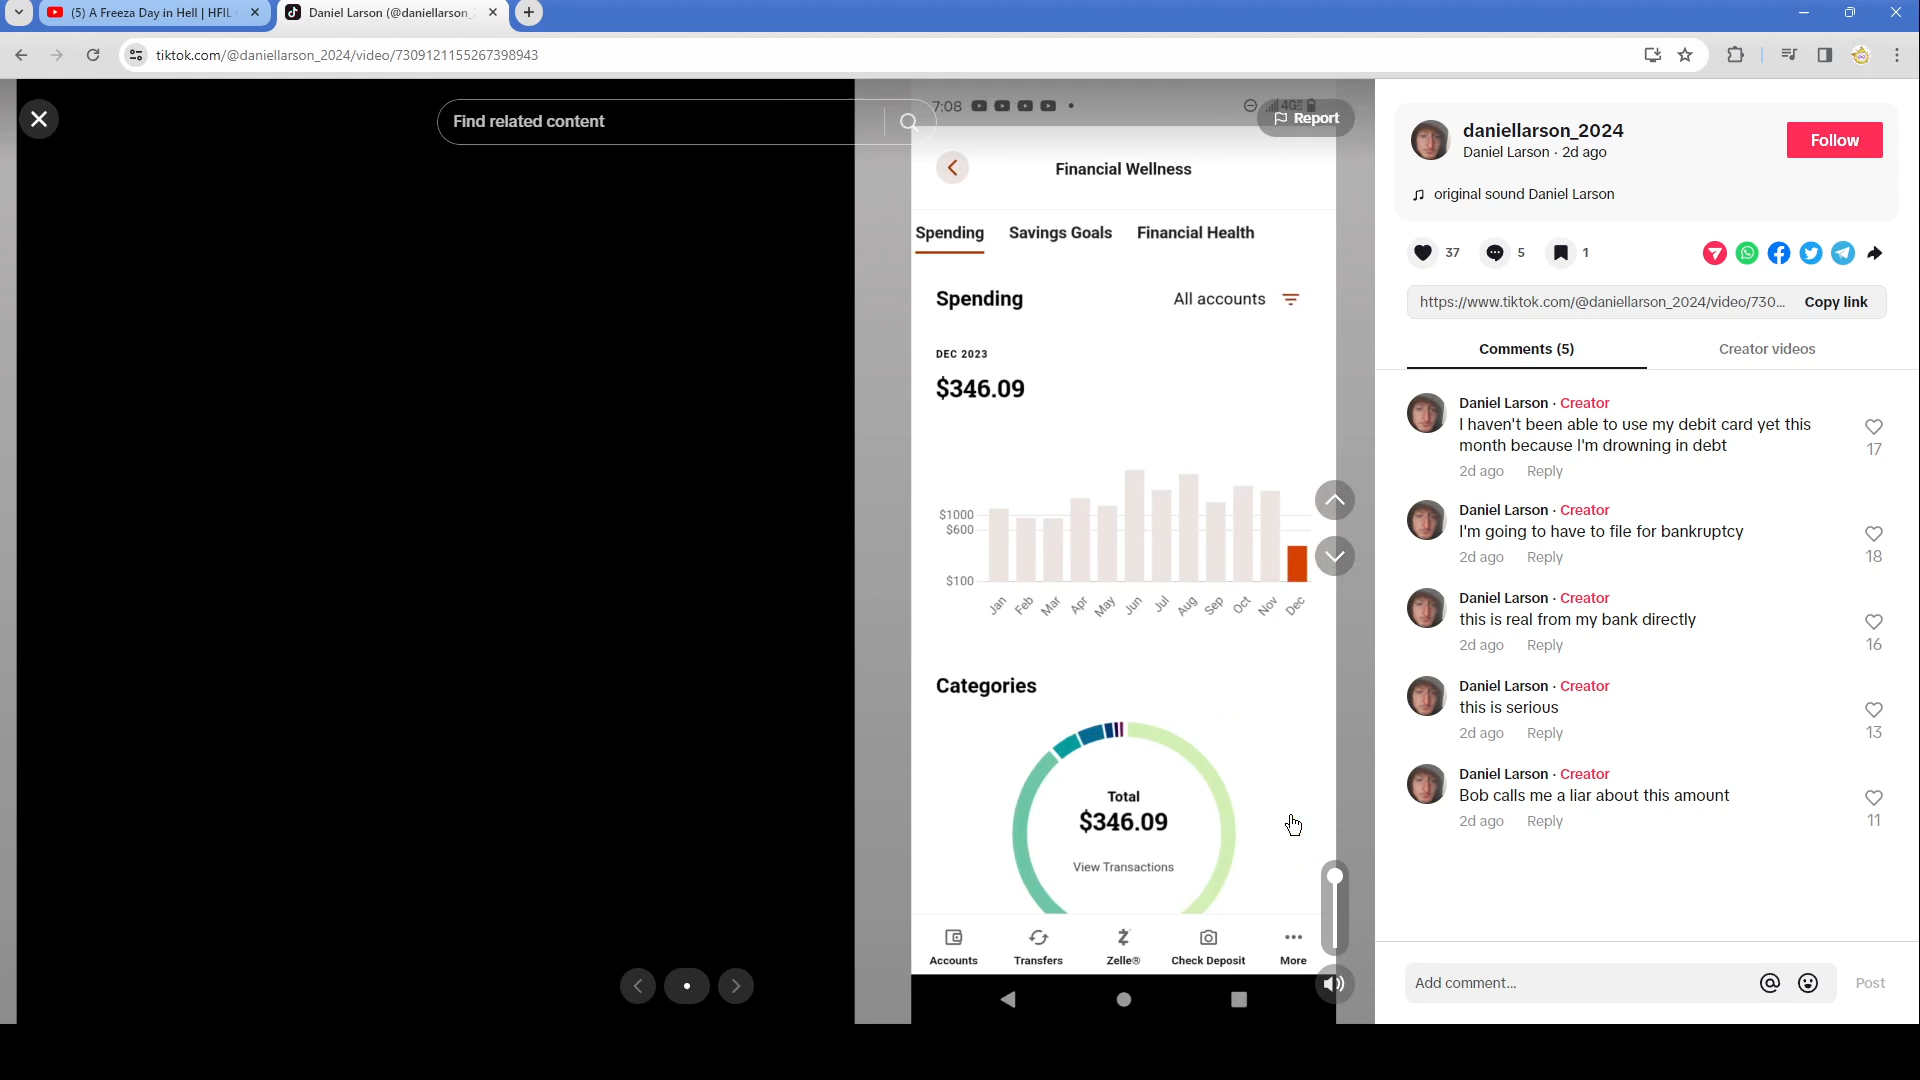 (5) A Freeza Day in Hell | HFIL
Daniel Larson (@daniellarson_
tiktok.com/@daniellarson_2024/video/7309121155267398943
Find related content
7:08
4GE
Report
Financial Wellness
Spending Savings Goals Financial Health
Spending
All accounts
DEC 2023
$346.09
$1000
$600
$100
Jan Feb Mar Apr May Jun Jul Aug Sep Oct Nov Dec
Categories
Total
$346.09
View Transactions
Accounts Transfers Zelle® Check Deposit More
daniellarson_2024
Daniel Larson · 2d ago
Follow
original sound Daniel Larson
37 5 1
https://www.tiktok.com/@daniellarson_2024/video/730... Copy link
Comments (5) Creator videos
Daniel Larson · Creator
I haven't been able to use my debit card yet this
month because I'm drowning in debt
2d ago Reply
17
Daniel Larson · Creator
I'm going to have to file for bankruptcy
2d ago Reply
18
Daniel Larson · Creator
this is real from my bank directly
2d ago Reply
16
Daniel Larson · Creator
this is serious
2d ago Reply
13
Daniel Larson · Creator
Bob calls me a liar about this amount
2d ago Reply
11
Add comment...
Post